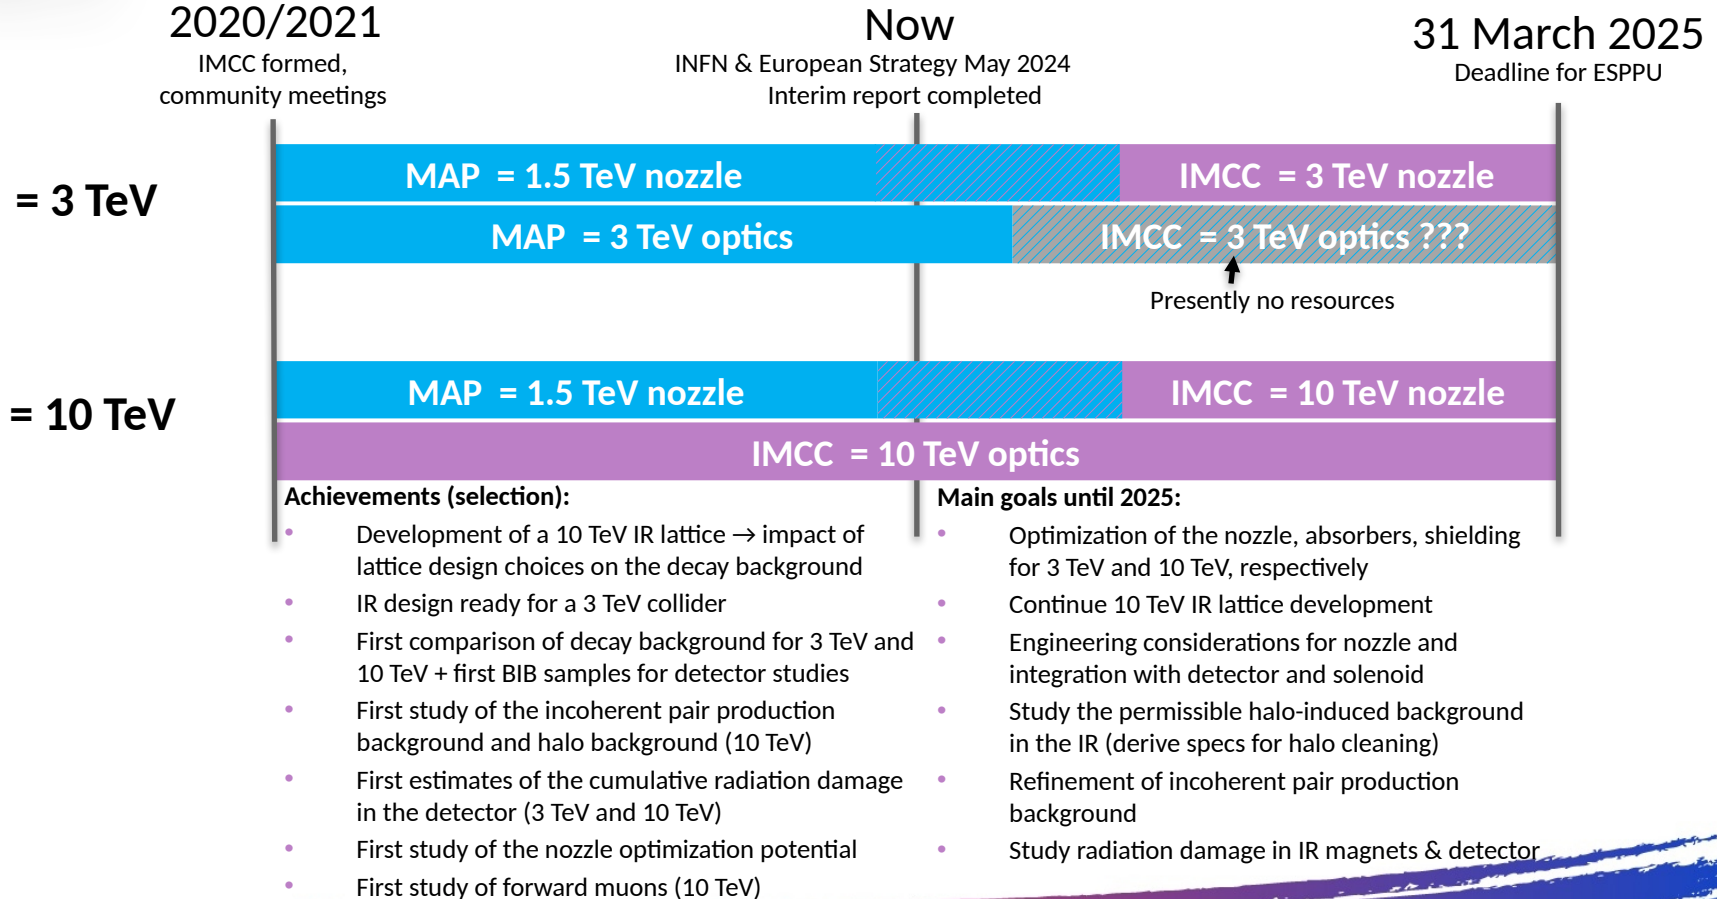 2020/2021
IMCC formed,
community meetings
Now
INFN & European Strategy May 2024
Interim report completed
31 March 2025
Deadline for ESPPU
= 3 TeV
MAP = 1.5 TeV nozzle
IMCC = 3 TeV nozzle
MAP = 3 TeV optics
IMCC = 3 TeV optics ???
Presently no resources
= 10 TeV
MAP = 1.5 TeV nozzle
IMCC = 10 TeV nozzle
IMCC = 10 TeV optics
Achievements (selection):
• Development of a 10 TeV IR lattice → impact of
lattice design choices on the decay background
• IR design ready for a 3 TeV collider
• First comparison of decay background for 3 TeV and
10 TeV + first BIB samples for detector studies
• First study of the incoherent pair production
background and halo background (10 TeV)
• First estimates of the cumulative radiation damage
in the detector (3 TeV and 10 TeV)
• First study of the nozzle optimization potential
• First study of forward muons (10 TeV)
Main goals until 2025:
• Optimization of the nozzle, absorbers, shielding
for 3 TeV and 10 TeV, respectively
• Continue 10 TeV IR lattice development
• Engineering considerations for nozzle and
integration with detector and solenoid
• Study the permissible halo-induced background
in the IR (derive specs for halo cleaning)
• Refinement of incoherent pair production
background
• Study radiation damage in IR magnets & detector